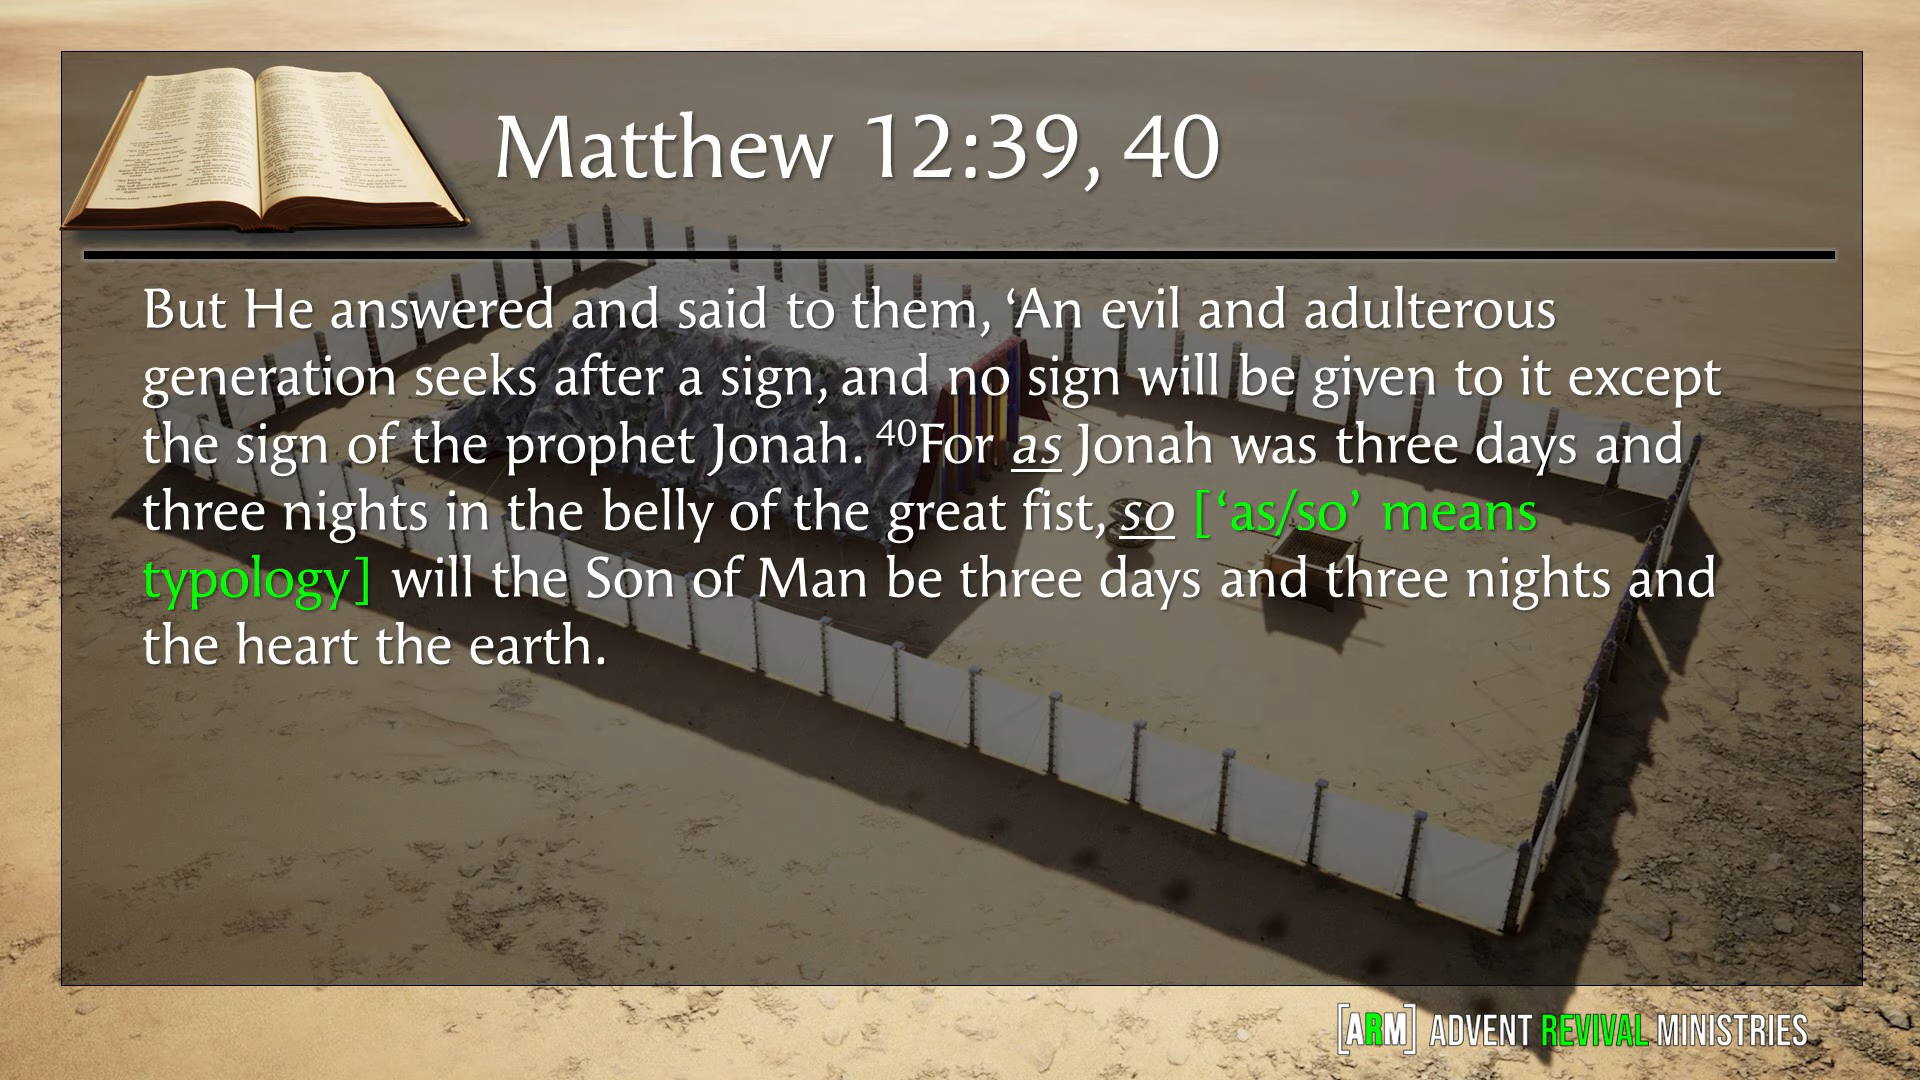 Matthew 12:39, 40
But He answered and said to them, ‘An evil and adulterous
generation seeks after a sign, and no sign will be given to it except
the sign of the prophet Jonah. 40For as Jonah was three days and
three nights in the belly of the great fist, so [‘as/so’ means
typology] will the Son of Man be three days and three nights and
the heart the earth.
[ARM] ADVENT REVIVAL MINISTRIES